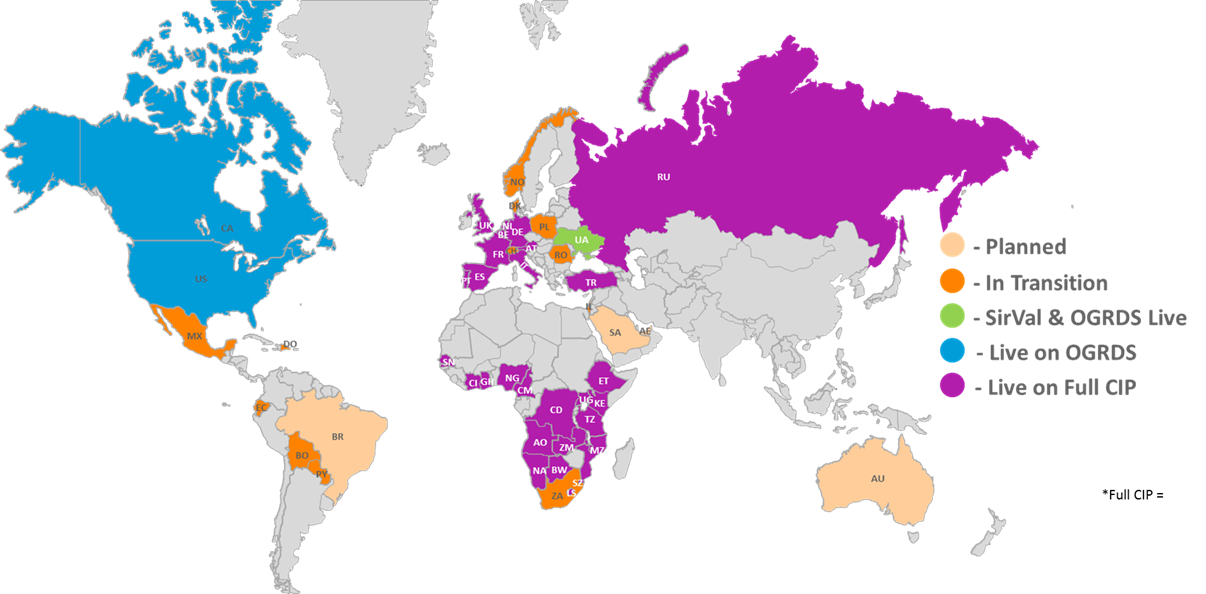 CA
US
MX
DO
EC
BR
BO
PY
NO
DK
UK
NL
BE
DE
PL
UA
FR
AT
RO
IT
PT
ES
TR
RU
IL
SA
AE
SN
CI
GH
NG
CM
ET
UG
KE
CD
TZ
AO
ZM
MZ
NA
BW
SZ
LS
ZA
AU
- Planned
- In Transition
- SirVal & OGRDS Live
- Live on OGRDS
- Live on Full CIP
*Full CIP =